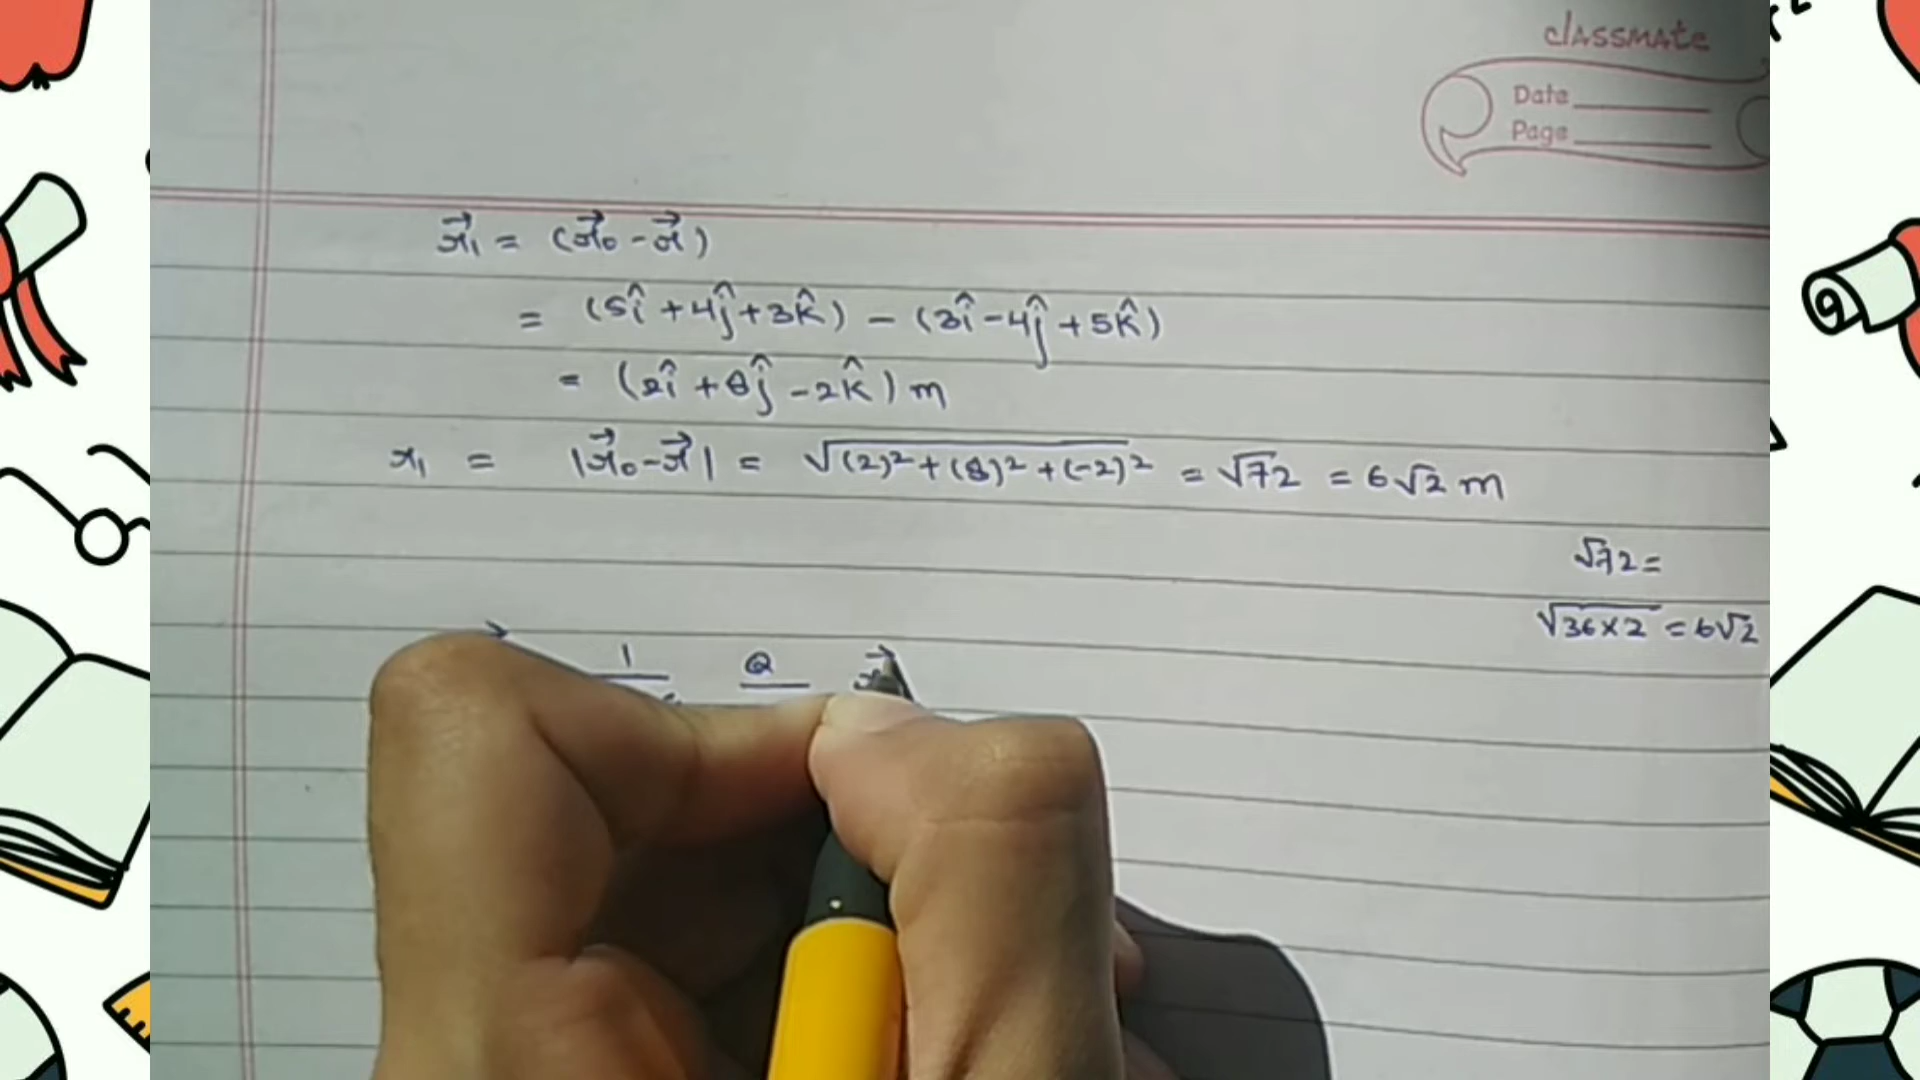 classmate
Date
Page
r⃗₁ = (r⃗₀ - r⃗)
= (5î + 4ĵ + 3k̂) - (3î - 4ĵ + 5k̂)
= (2î + 8ĵ - 2k̂) m
r₁ = |r⃗₀ - r⃗| = √(2)² + (8)² + (-2)² = √72 = 6√2 m
√72 =
√36×2 = 6√2
1 Q